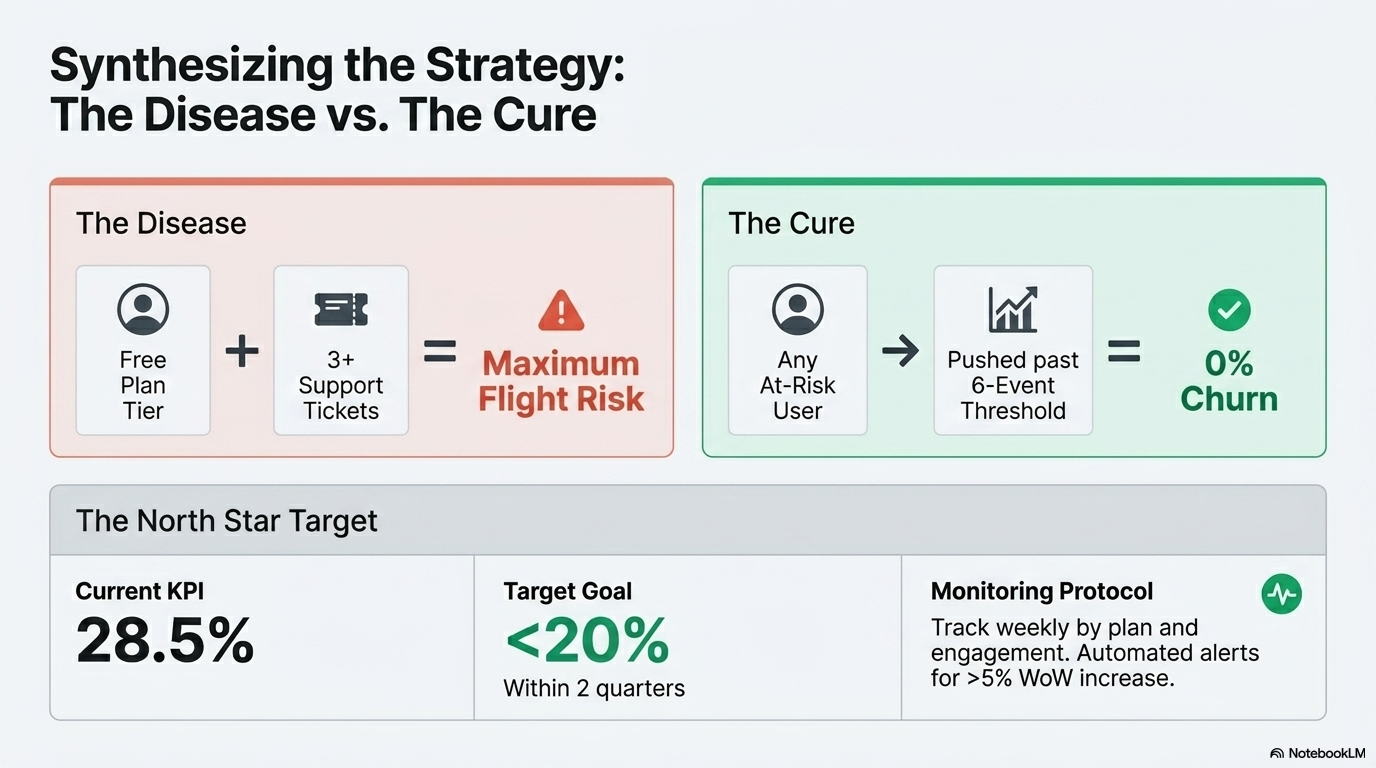 Synthesizing the Strategy:
The Disease vs. The Cure
The Disease
Free
Plan
Tier
+
3+
Support
Tickets
=
Maximum
Flight Risk
The Cure
Any
At-Risk
User
→
Pushed past
6-Event
Threshold
=
0%
Churn
The North Star Target
Current KPI
28.5%
Target Goal
<20%
Within 2 quarters
Monitoring Protocol
Track weekly by plan and
engagement. Automated alerts
for >5% WoW increase.
NotebookLM